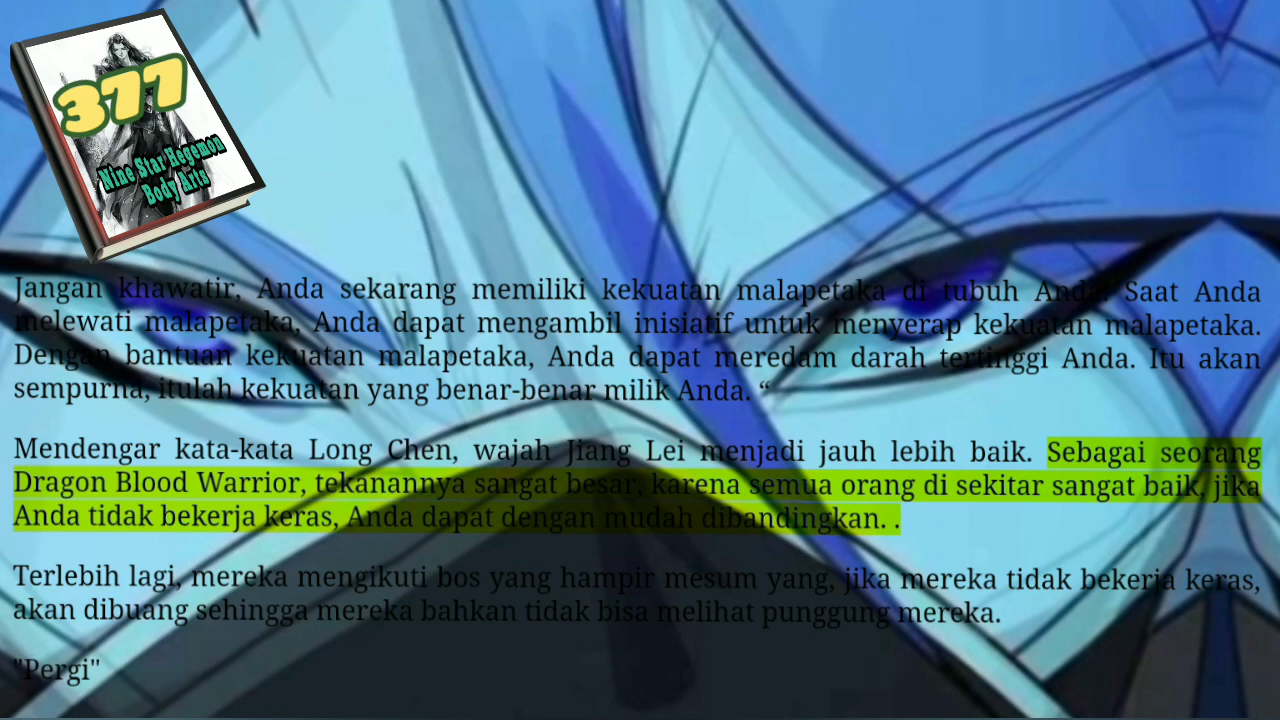 377
Nine Star Hegemon
Body Arts
Jangan khawatir, Anda sekarang memiliki kekuatan malapetaka di tubuh Anda. Saat Anda
melewati malapetaka, Anda dapat mengambil inisiatif untuk menyerap kekuatan malapetaka.
Dengan bantuan kekuatan malapetaka, Anda dapat meredam darah tertinggi Anda. Itu akan
sempurna, itulah kekuatan yang benar-benar milik Anda. “
Mendengar kata-kata Long Chen, wajah Jiang Lei menjadi jauh lebih baik. Sebagai seorang
Dragon Blood Warrior, tekanannya sangat besar, karena semua orang di sekitar sangat baik, jika
Anda tidak bekerja keras, Anda dapat dengan mudah dibandingkan. .
Terlebih lagi, mereka mengikuti bos yang hampir mesum yang, jika mereka tidak bekerja keras,
akan dibuang sehingga mereka bahkan tidak bisa melihat punggung mereka.
"Pergi"